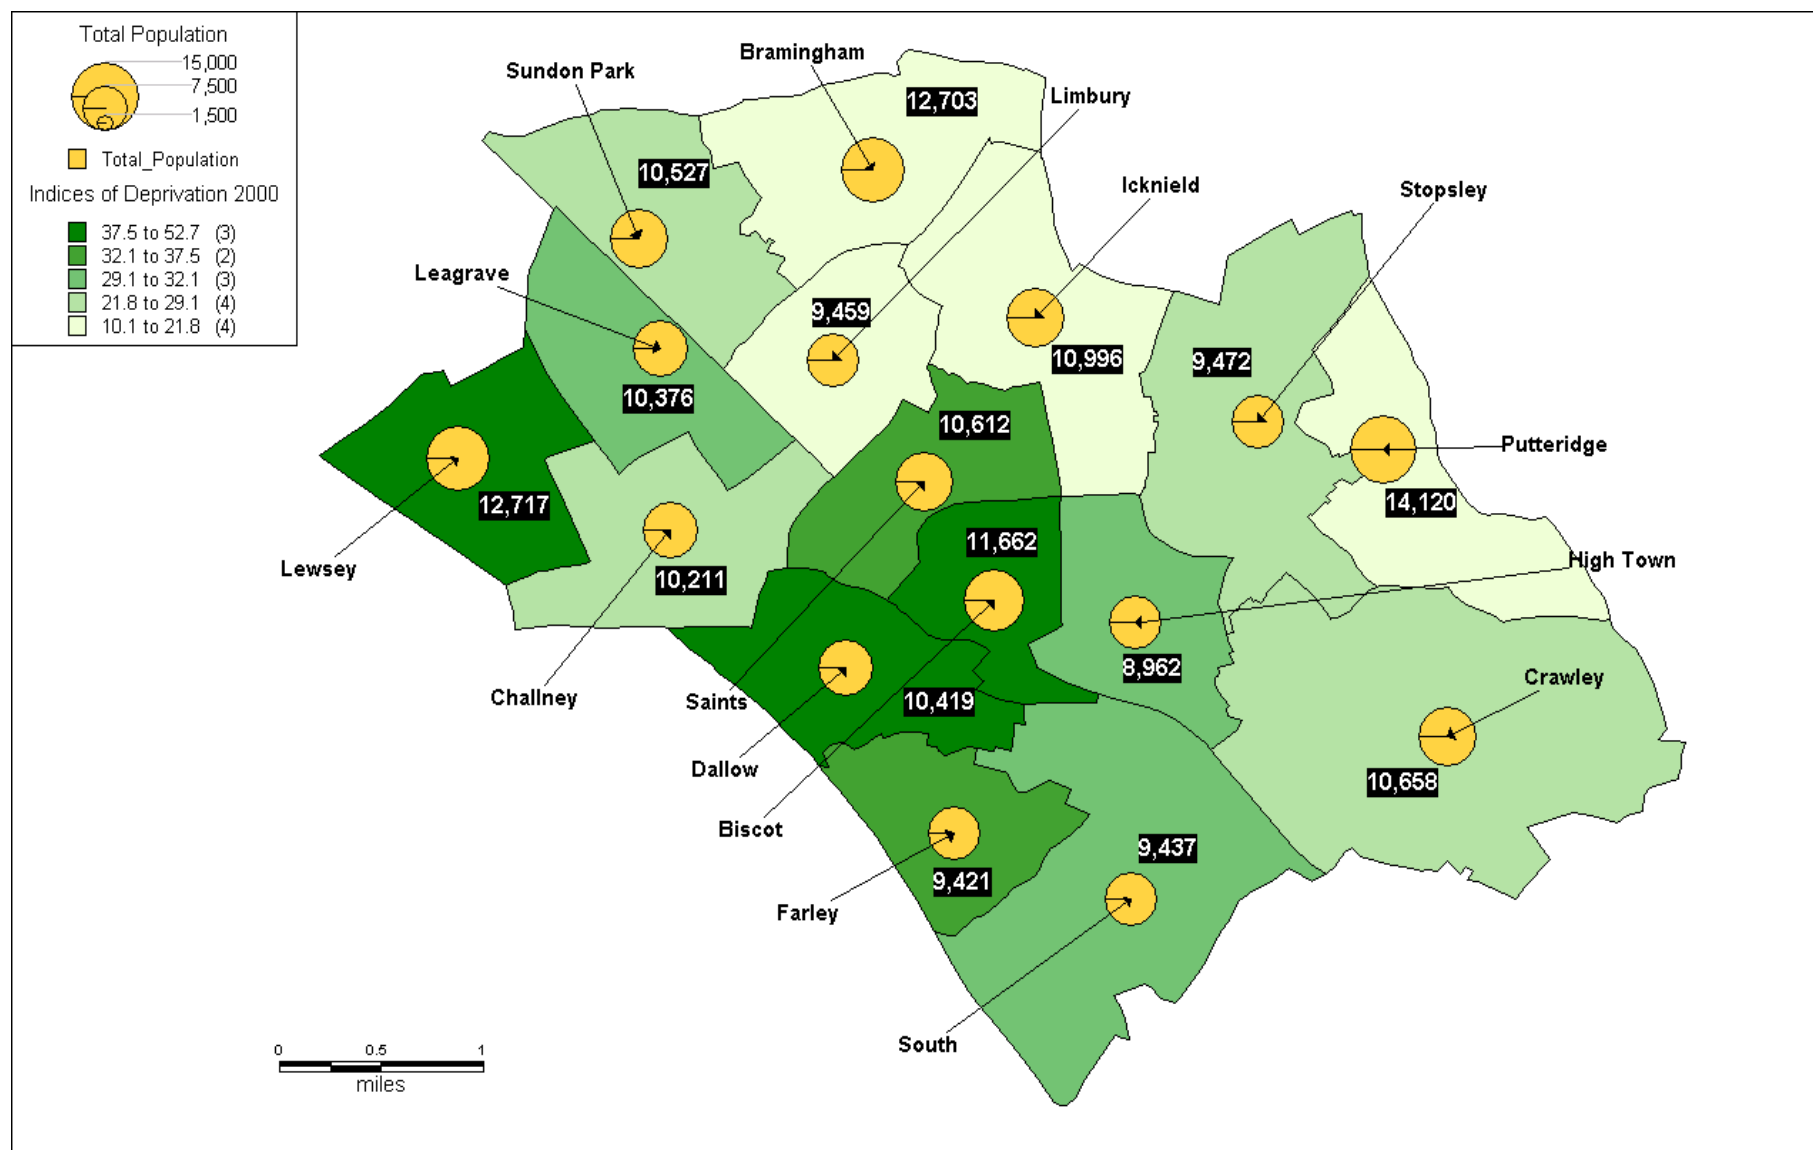 Total Population
15,000
7,500
1,500
Total_Population
Indices of Deprivation 2000
37.5 to 52.7 (3)
32.1 to 37.5 (2)
29.1 to 32.1 (3)
21.8 to 29.1 (4)
10.1 to 21.8 (4)
Bramingham
Sundon Park
Limbury
12,703
10,527
Icknield
Stopsley
Leagrave
9,459
10,996
9,472
10,376
10,612
Putteridge
12,717
14,120
11,662
High Town
Lewsey
10,211
8,962
Crawley
Challney
Saints
10,419
Dallow
10,658
Biscot
9,437
9,421
Farley
South
0 0.5 1
miles